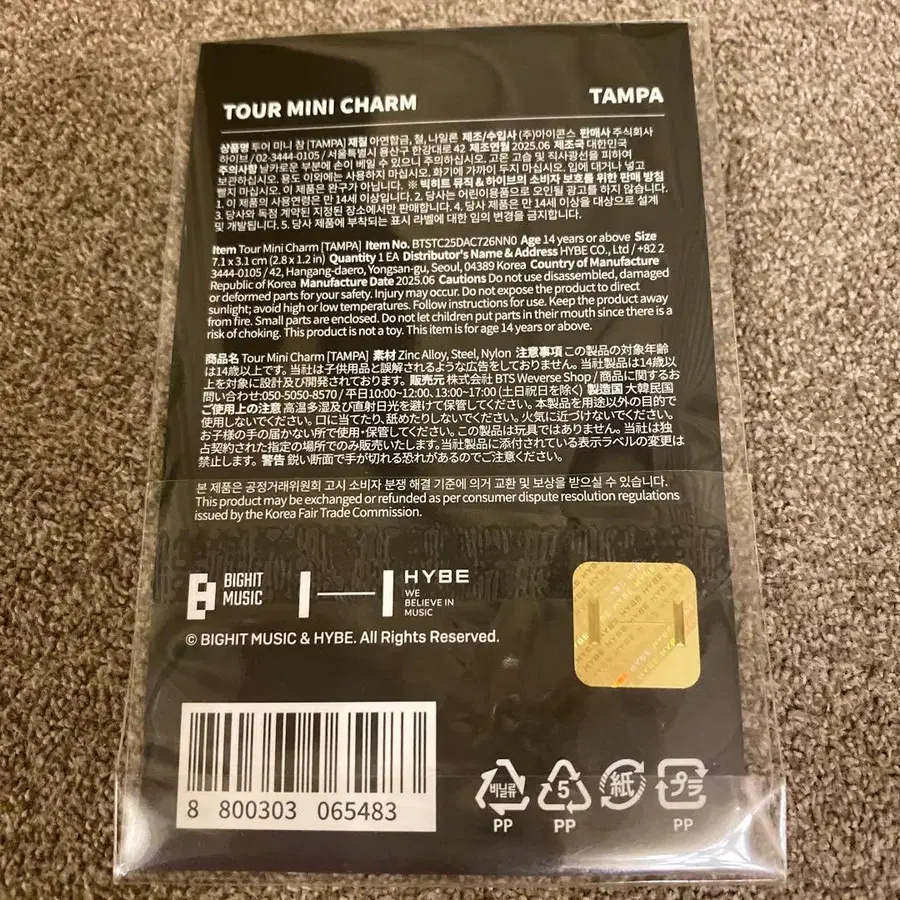 TOUR MINI CHARM
TAMPA
상품명 투어 미니 참 [TAMPA] 재질 아연합금, 철, 나일론 제조/수입사 (주)아이콘스 판매사 주식회사
하이브 / 02-3444-0105 / 서울특별시 용산구 한강대로 42 제조연월 2025.06 제조국 대한민국
주의사항 날카로운 부분에 손이 베일 수 있으니 주의하십시오. 고온 고습 및 직사광선을 피하여
보관하십시오. 용도 이외에는 사용하지 마십시오. 화기에 가까이 두지 마십시오. 입에 대거나 넣고
빨지 마십시오. 이 제품은 완구가 아닙니다. ※ 빅히트 뮤직 & 하이브의 소비자 보호를 위한 판매 방침
1. 이 제품의 사용연령은 만 14세 이상입니다. 2. 당사는 어린이용품으로 오인될 광고를 하지 않습니다.
3. 당사와 독점 계약된 지정된 장소에서만 판매합니다. 4. 당사 제품은 만 14세 이상을 대상으로 설계
및 개발됩니다. 5. 당사 제품에 부착되는 표시 라벨에 대한 임의 변경을 금지합니다.
Item Tour Mini Charm [TAMPA] Item No. BTSTC25DAC726NN0 Age 14 years or above Size
7.1 x 3.1 cm (2.8 x 1.2 in) Quantity 1 EA Distributor's Name & Address HYBE CO., Ltd / +82 2
3444-0105 / 42, Hangang-daero, Yongsan-gu, Seoul, 04389 Korea Country of Manufacture
Republic of Korea Manufacture Date 2025.06 Cautions Do not use disassembled, damaged
or deformed parts for your safety. Injury may occur. Do not expose the product to direct
sunlight; avoid high or low temperatures. Follow instructions for use. Keep the product away
from fire. Small parts are enclosed. Do not let children put parts in their mouth since there is a
risk of choking. This product is not a toy. This item is for age 14 years or above.
商品名 Tour Mini Charm [TAMPA] 素材 Zinc Alloy, Steel, Nylon 注意事項 この製品の対象年齢
は14歳以上です。当社は子供用品と誤解されるような広告をしておりません。当社製品は14歳以上
を対象に設計及び開発されております。販売元 株式会社 BTS Weverse Shop / 商品に関するお
問い合わせ:050-5050-8570 / 平日10:00~12:00、13:00~17:00 (土日祝日を除く) 製造国 大韓民国
ご使用上の注意 高温多湿及び直射日光を避けて保管してください。本製品を用途以外の目的で
使用しないでください。口に当てたり、舐めたりしないでください。火気に近づけないでください。
お子様の手の届かない所で使用・保管してください。この製品は玩具ではありません。当社は独
占契約された指定の場所でのみ販売いたします。当社製品に添付されている表示ラベルの変更は
禁止します。警告 鋭い断面で手が切れる恐れがあるのでご注意ください。
본 제품은 공정거래위원회 고시 소비자 분쟁 해결 기준에 의거 교환 및 보상을 받으실 수 있습니다.
This product may be exchanged or refunded as per consumer dispute resolution regulations
issued by the Korea Fair Trade Commission.
BIGHIT
MUSIC
HYBE
WE
BELIEVE IN
MUSIC
© BIGHIT MUSIC & HYBE. All Rights Reserved.
HYBE HYBE HYBE
8 800303 065483
비닐류
PP
5
PP
紙
プラ
PP